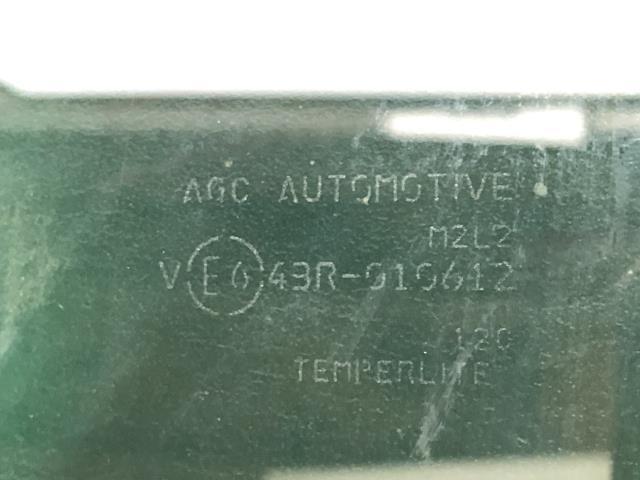 AGC AUTOMOTIVE
M2L2
V E6 43R-010612
120
TEMPERLITE